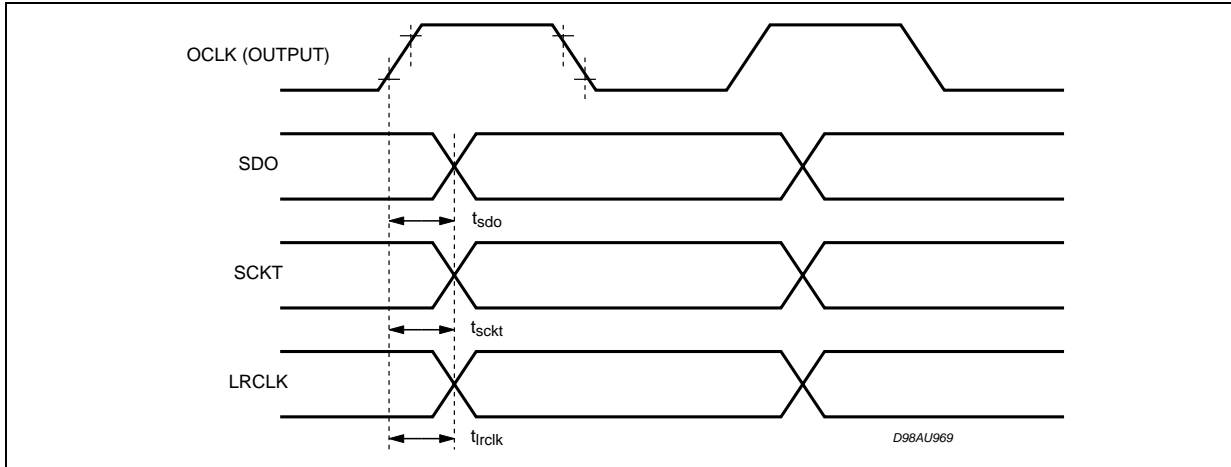 OCLK (OUTPUT)
SDO
tsdo
SCKT
tsckt
LRCLK
tlrclk
D98AU969